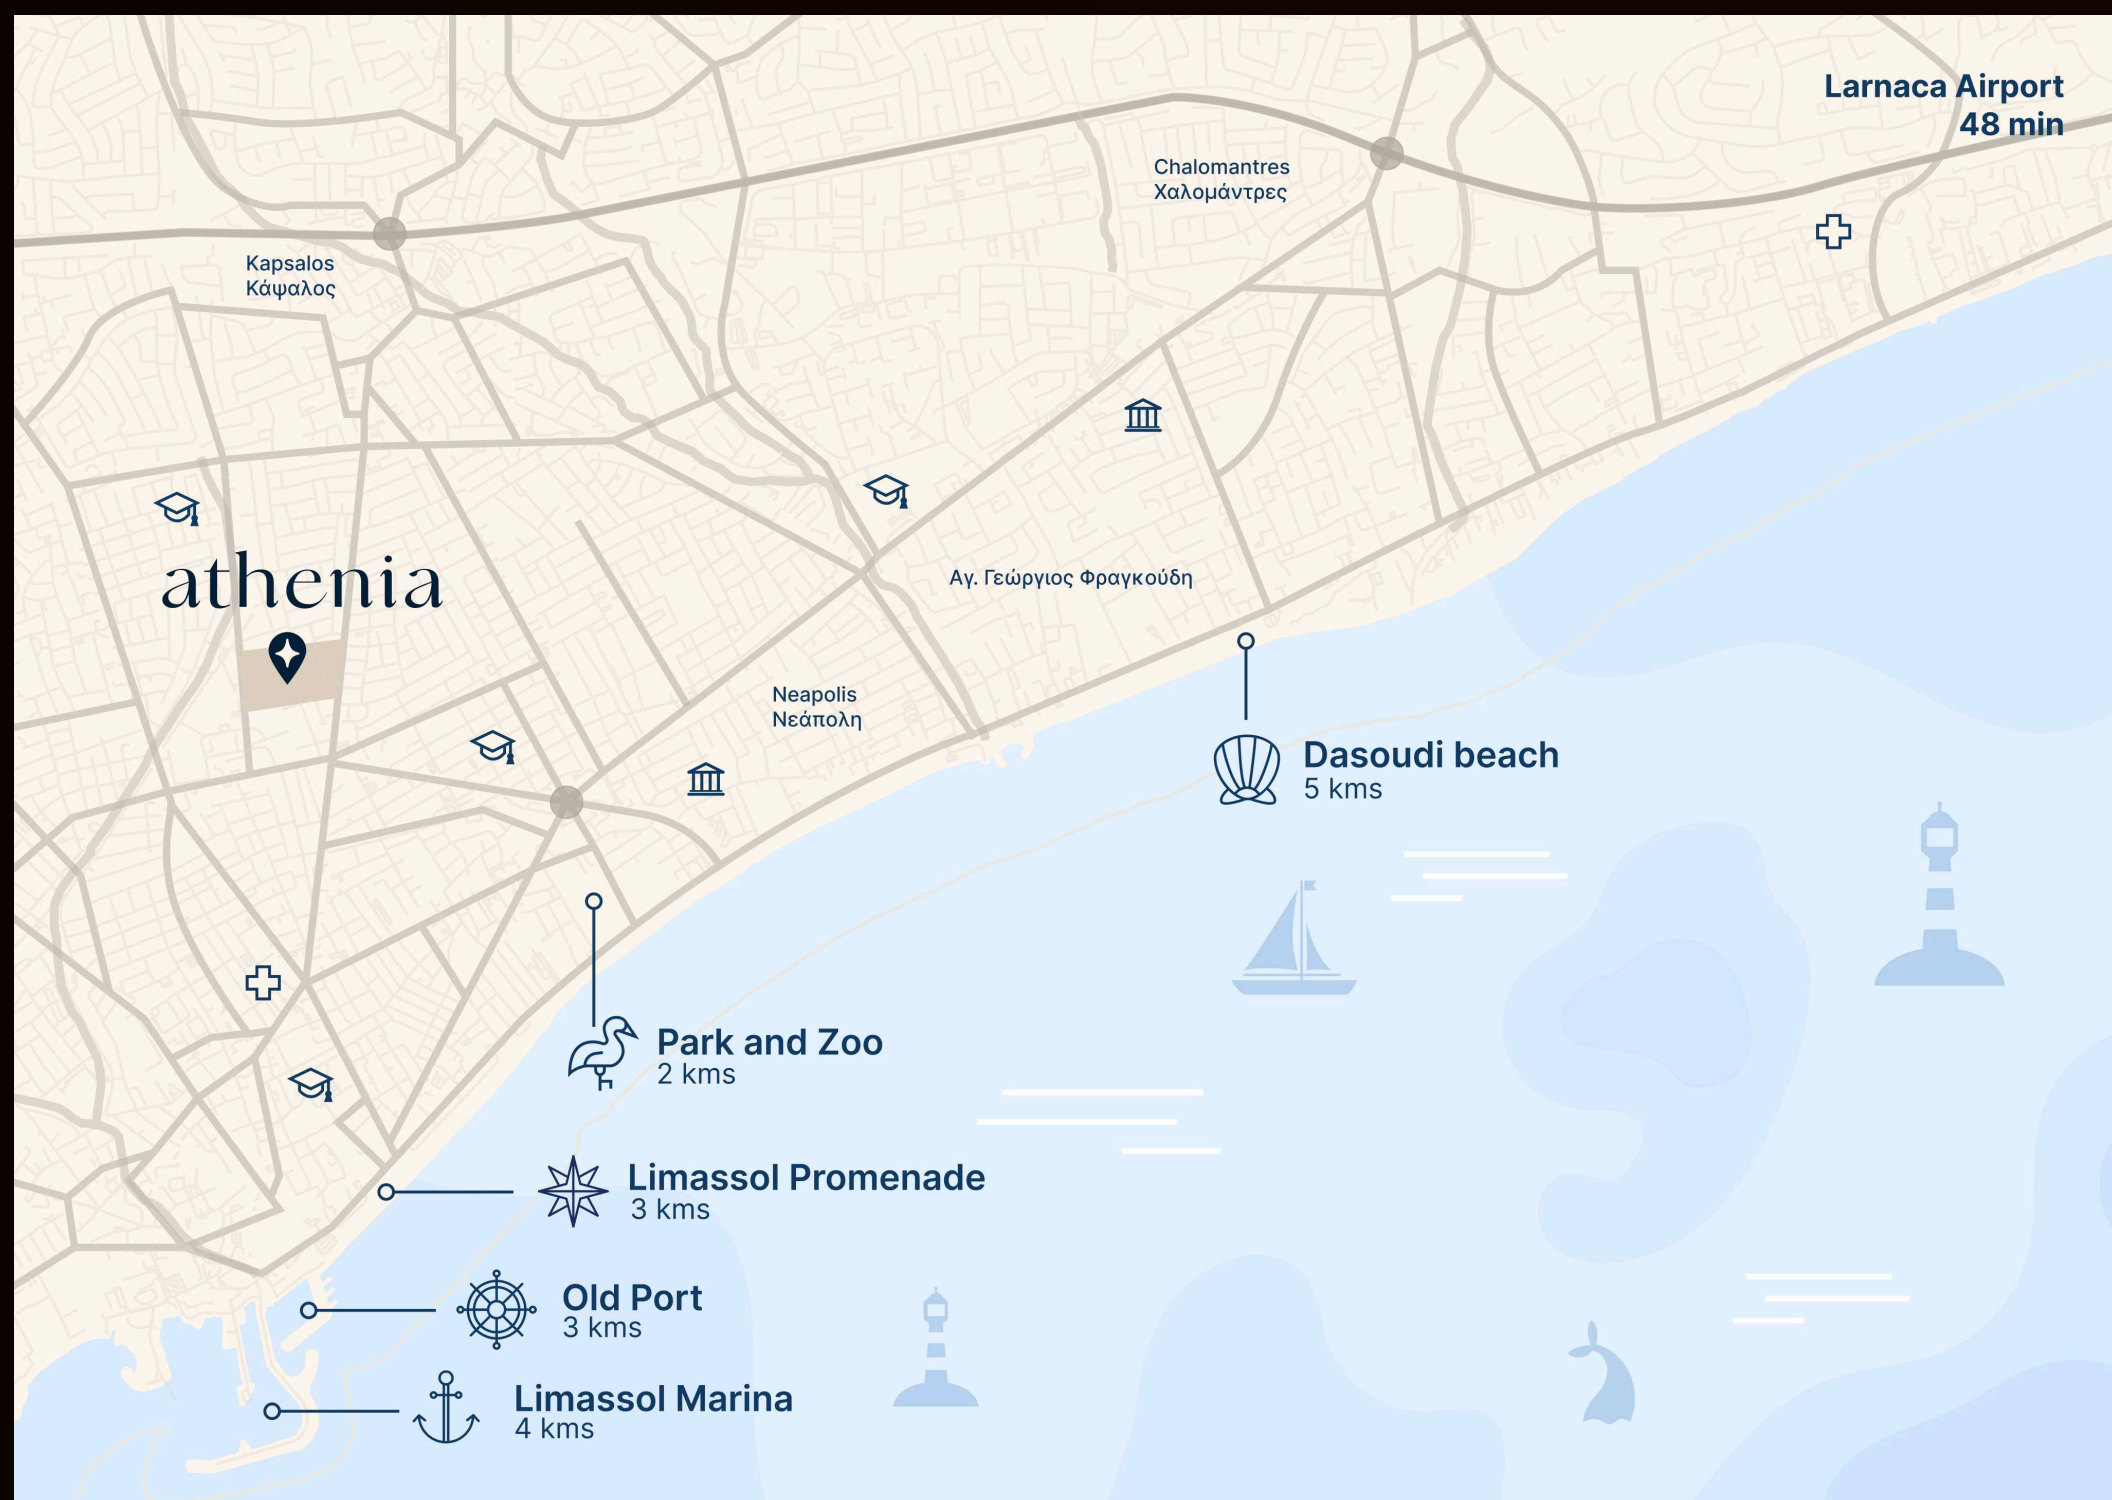 Larnaca Airport
48 min
Chalomantres
Χαλομάντρες
Kapsalos
Κάψαλος
athenia
Αγ. Γεώργιος Φραγκούδη
Neapolis
Νεάπολη
Dasoudi beach
5 kms
Park and Zoo
2 kms
Limassol Promenade
3 kms
Old Port
3 kms
Limassol Marina
4 kms